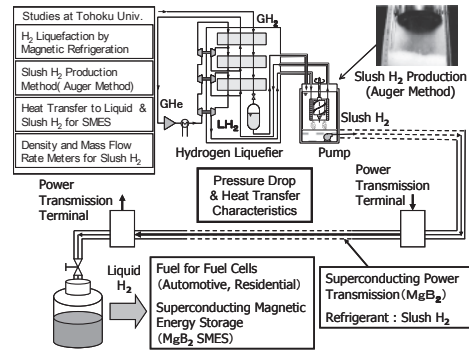 Studies at Tohoku Univ.
H2 Liquefaction by
Magnetic Refrigeration
Slush H2 Production
Method( Auger Method)
Heat Transfer to Liquid &
Slush H2 for SMES
Density and Mass Flow
Rate Meters for Slush H2
GH2
GHe
LH2
Hydrogen Liquefier
Slush H2 Production
(Auger Method)
Slush H2
Pump
Power
Transmission
Terminal
Pressure Drop
& Heat Transfer
Characteristics
Power
Transmission
Terminal
Liquid
H2
Fuel for Fuel Cells
(Automotive, Residential)
Superconducting Magnetic
Energy Storage
(MgB2 SMES)
Superconducting Power
Transmission(MgB2)
Refrigerant : Slush H2